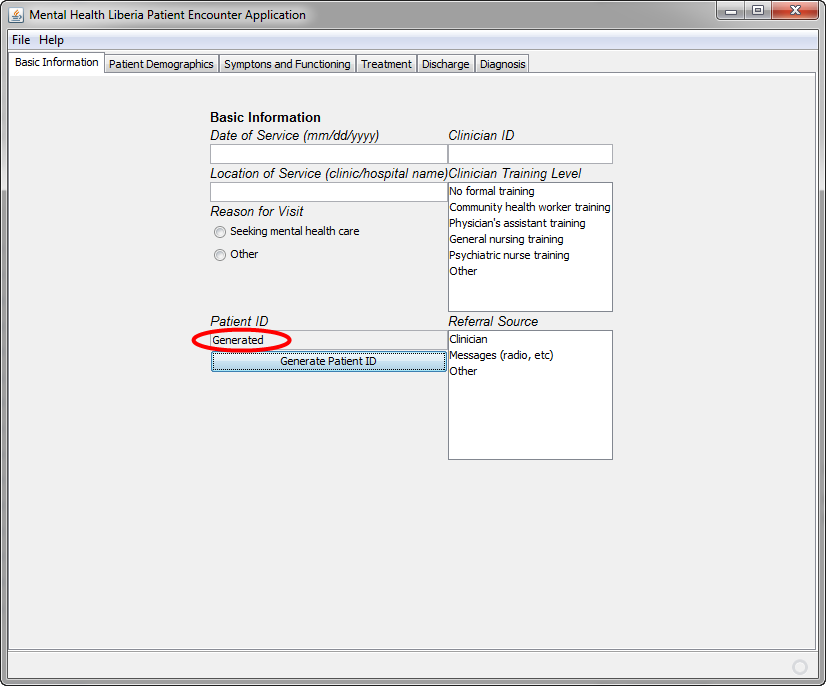 Mental Health Liberia Patient Encounter Application
File Help
Basic Information Patient Demographics Symptons and Functioning Treatment Discharge Diagnosis
Basic Information
Date of Service (mm/dd/yyyy) Clinician ID
Location of Service (clinic/hospital name) Clinician Training Level
No formal training
Community health worker training
Physician's assistant training
General nursing training
Psychiatric nurse training
Other
Reason for Visit
Seeking mental health care
Other
Patient ID
Generated
Generate Patient ID
Referral Source
Clinician
Messages (radio, etc)
Other